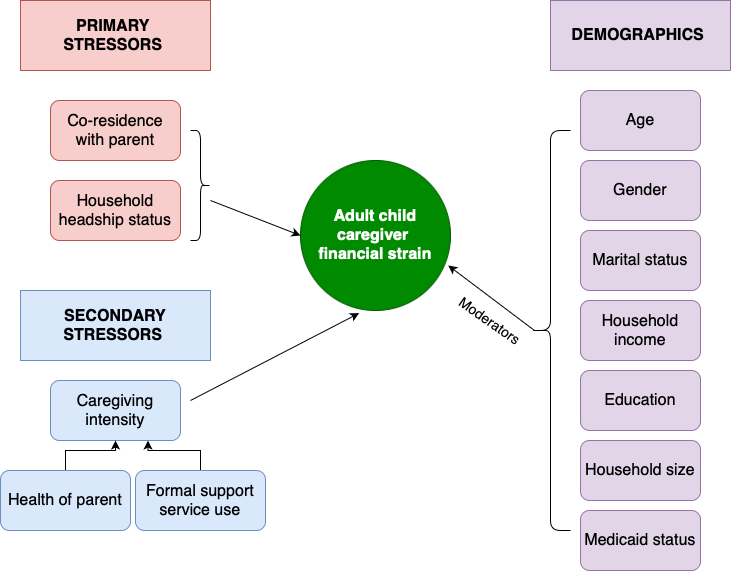 PRIMARY
STRESSORS
Co-residence
with parent
Household
headship status
SECONDARY
STRESSORS
Caregiving
intensity
Health of parent
Formal support
service use
Adult child
caregiver
financial strain
Moderators
DEMOGRAPHICS
Age
Gender
Marital status
Household
income
Education
Household size
Medicaid status